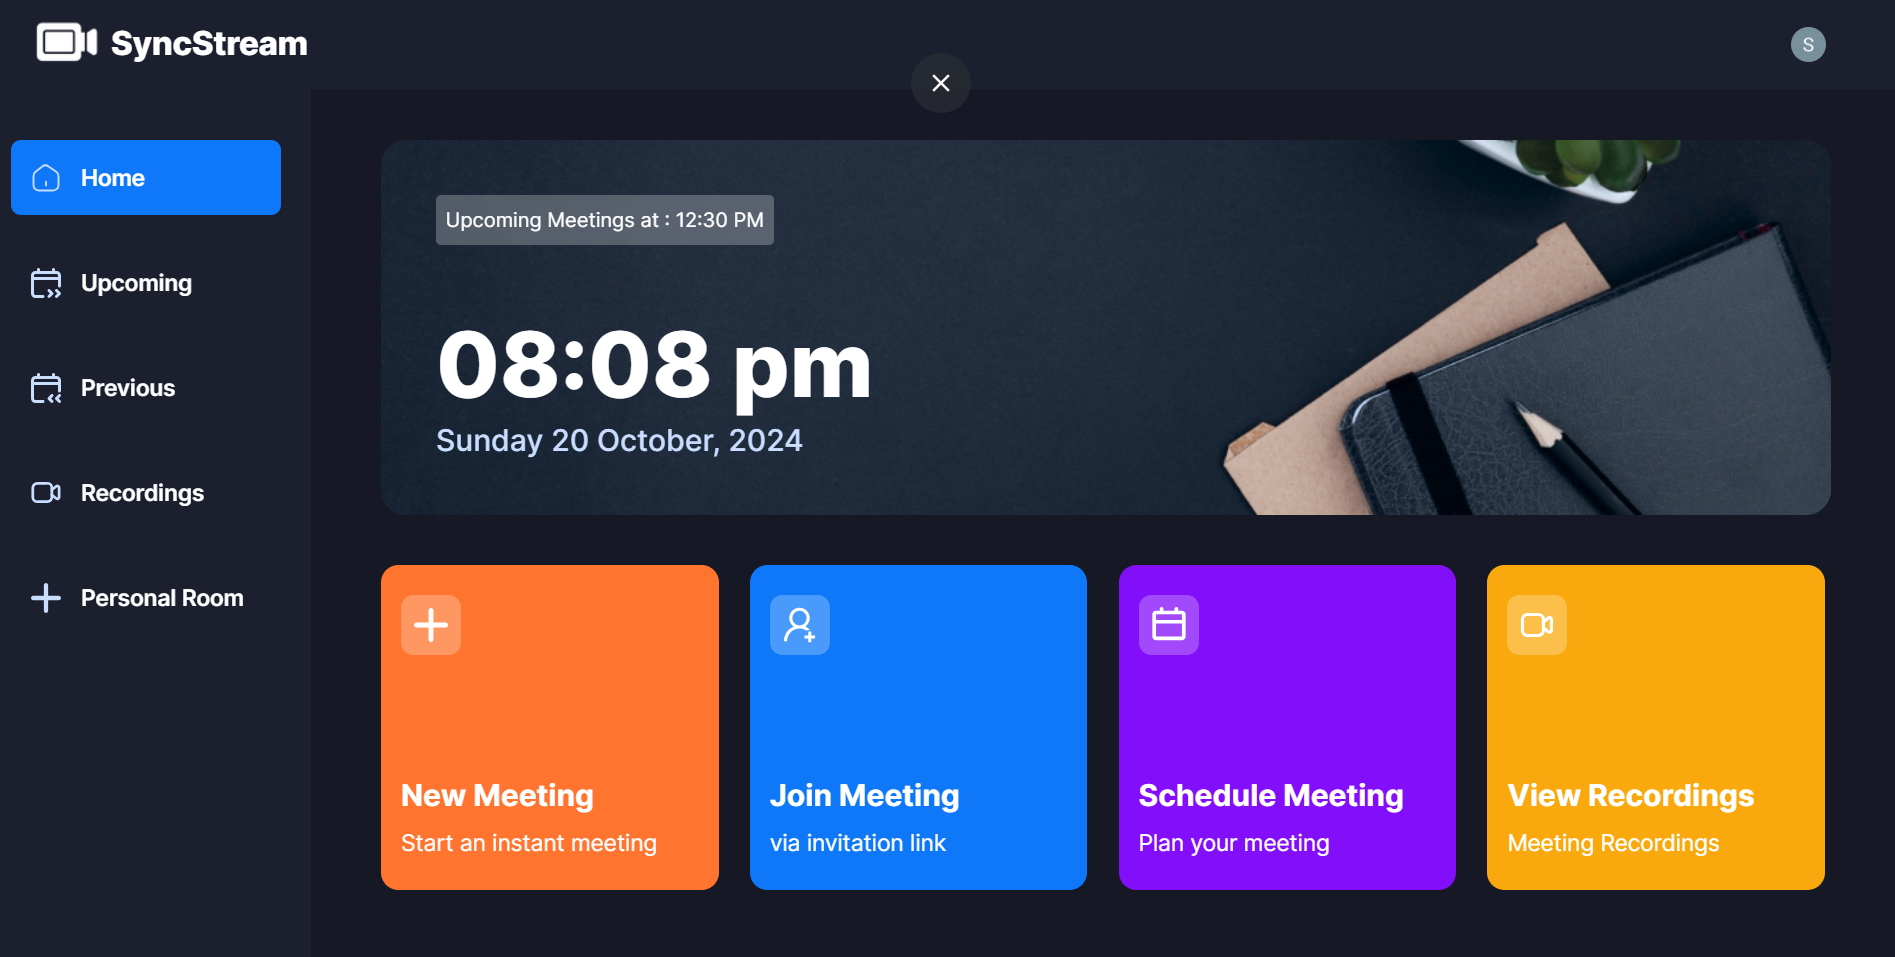 SyncStream
S
Home
Upcoming
Previous
Recordings
Personal Room
Upcoming Meetings at : 12:30 PM
08:08 pm
Sunday 20 October, 2024
New Meeting
Start an instant meeting
Join Meeting
via invitation link
Schedule Meeting
Plan your meeting
View Recordings
Meeting Recordings